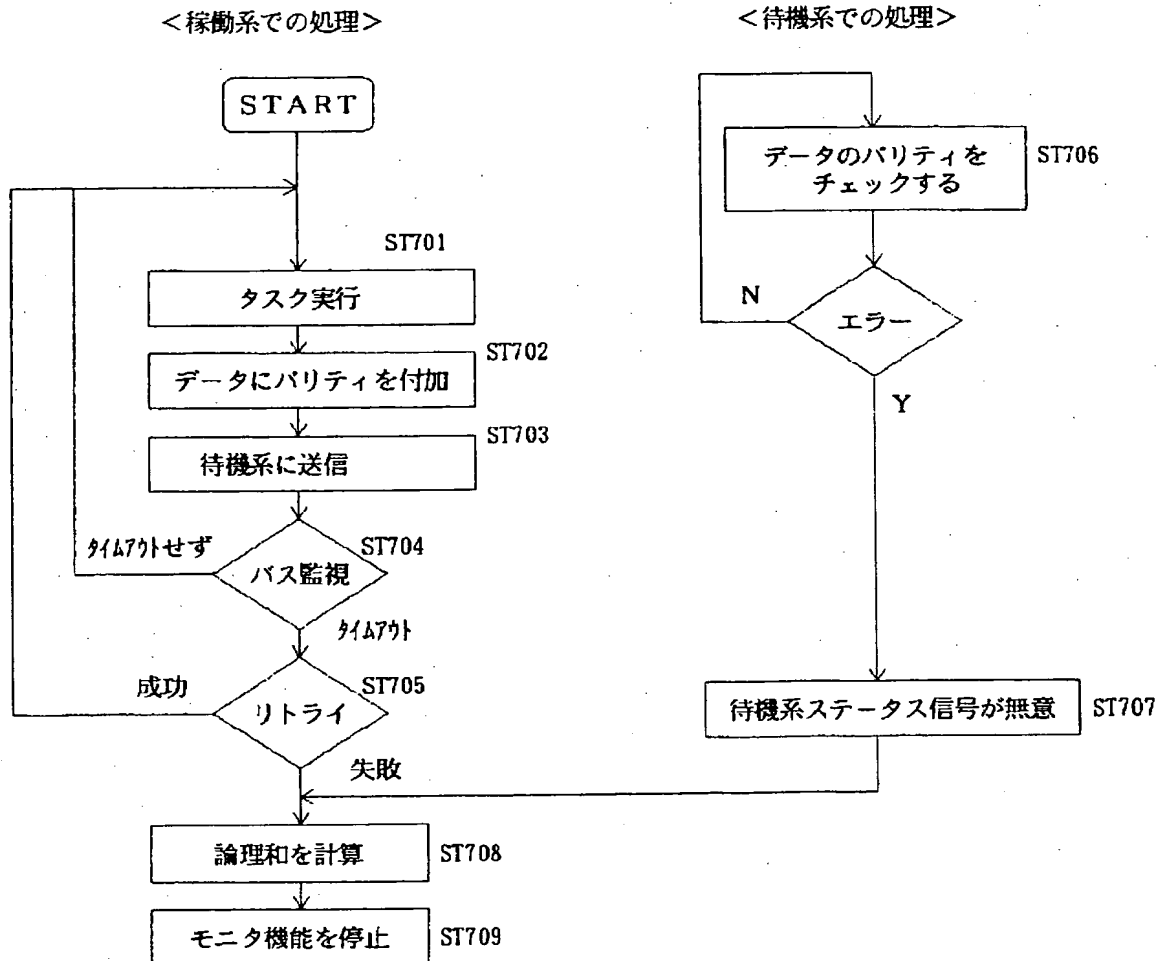 <稼働系での処理>
START
ST701
タスク実行
ST702
データにパリティを付加
ST703
待機系に送信
タイムアウトせず
ST704
バス監視
タイムアウト
成功
ST705
リトライ
失敗
論理和を計算
ST708
モニタ機能を停止
ST709
<待機系での処理>
データのパリティを
チェックする
ST706
N
エラー
Y
待機系ステータス信号が無意
ST707